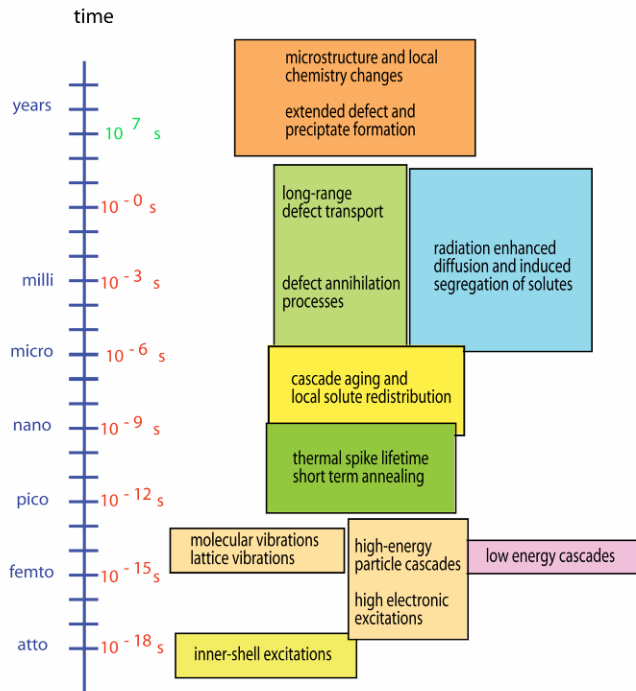 time
years
10 7 s
10 -0 s
milli
10 -3 s
micro
10 -6 s
nano
10 -9 s
pico
10 -12 s
femto
10 -15 s
atto
10 -18 s
microstructure and local
chemistry changes
extended defect and
preciptate formation
long-range
defect transport
defect annihilation
processes
radiation enhanced
diffusion and induced
segregation of solutes
cascade aging and
local solute redistribution
thermal spike lifetime
short term annealing
molecular vibrations
lattice vibrations
high-energy
particle cascades
high electronic
excitations
low energy cascades
inner-shell excitations